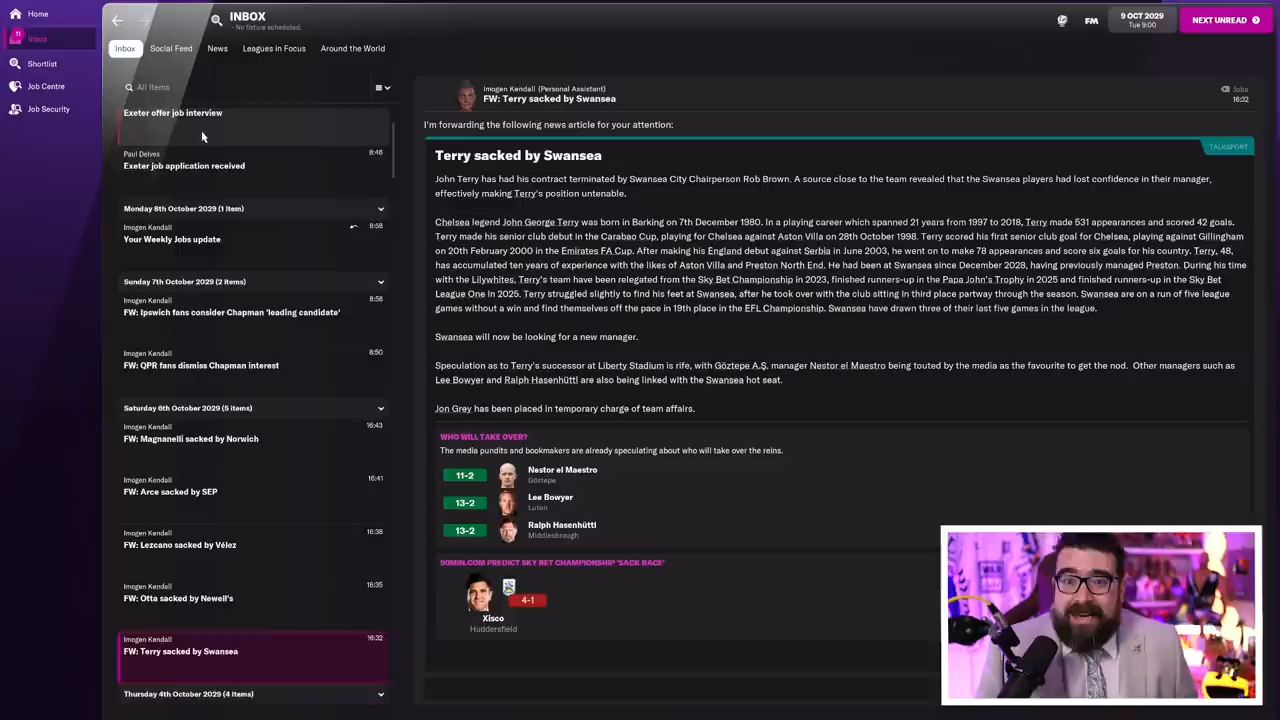 Home
11
Inbox
Shortlist
Job Centre
Job Security
INBOX
- No fixture scheduled.
FM
9 OCT 2029
Tue 9:00
NEXT UNREAD
Inbox
Social Feed
News
Leagues in Focus
Around the World
All Items
Exeter offer job interview
Paul Delves
8:46
Exeter job application received
Monday 8th October 2029 (1 item)
Imogen Kendall
8:58
Your Weekly Jobs update
Sunday 7th October 2029 (2 items)
Imogen Kendall
8:58
FW: Ipswich fans consider Chapman 'leading candidate'
Imogen Kendall
8:50
FW: QPR fans dismiss Chapman interest
Saturday 6th October 2029 (5 items)
Imogen Kendall
16:43
FW: Magnanelli sacked by Norwich
Imogen Kendall
16:41
FW: Arce sacked by SEP
Imogen Kendall
16:38
FW: Lezcano sacked by Vélez
Imogen Kendall
16:35
FW: Otta sacked by Newell's
Imogen Kendall
16:32
FW: Terry sacked by Swansea
Thursday 4th October 2029 (4 items)
Imogen Kendall (Personal Assistant)
FW: Terry sacked by Swansea
Jobs
16:32
I'm forwarding the following news article for your attention:
Terry sacked by Swansea
TALKSPORT
John Terry has had his contract terminated by Swansea City Chairperson Rob Brown. A source close to the team revealed that the Swansea players had lost confidence in their manager,
effectively making Terry's position untenable.
Chelsea legend John George Terry was born in Barking on 7th December 1980. In a playing career which spanned 21 years from 1997 to 2018, Terry made 531 appearances and scored 42 goals.
Terry made his senior club debut in the Carabao Cup, playing for Chelsea against Aston Villa on 28th October 1998. Terry scored his first senior club goal for Chelsea, playing against Gillingham
on 20th February 2000 in the Emirates FA Cup. After making his England debut against Serbia in June 2003, he went on to make 78 appearances and score six goals for his country. Terry, 48,
has accumulated ten years of experience with the likes of Aston Villa and Preston North End. He had been at Swansea since December 2028, having previously managed Preston. During his time
with the Lilywhites, Terry's team have been relegated from the Sky Bet Championship in 2023, finished runners-up in the Papa John's Trophy in 2025 and finished runners-up in the Sky Bet
League One in 2025. Terry struggled slightly to find his feet at Swansea, after he took over with the club sitting in third place partway through the season. Swansea are on a run of five league
games without a win and find themselves off the pace in 19th place in the EFL Championship. Swansea have drawn three of their last five games in the league.
Swansea will now be looking for a new manager.
Speculation as to Terry's successor at Liberty Stadium is rife, with Göztepe A.Ş. manager Nestor el Maestro being touted by the media as the favourite to get the nod. Other managers such as
Lee Bowyer and Ralph Hasenhüttl are also being linked with the Swansea hot seat.
Jon Grey has been placed in temporary charge of team affairs.
WHO WILL TAKE OVER?
The media pundits and bookmakers are already speculating about who will take over the reins.
11-2
Nestor el Maestro
Göztepe
13-2
Lee Bowyer
Luton
13-2
Ralph Hasenhüttl
Middlesbrough
90MIN.COM PREDICT SKY BET CHAMPIONSHIP 'SACK RACE'
4-1
Xisco
Huddersfield